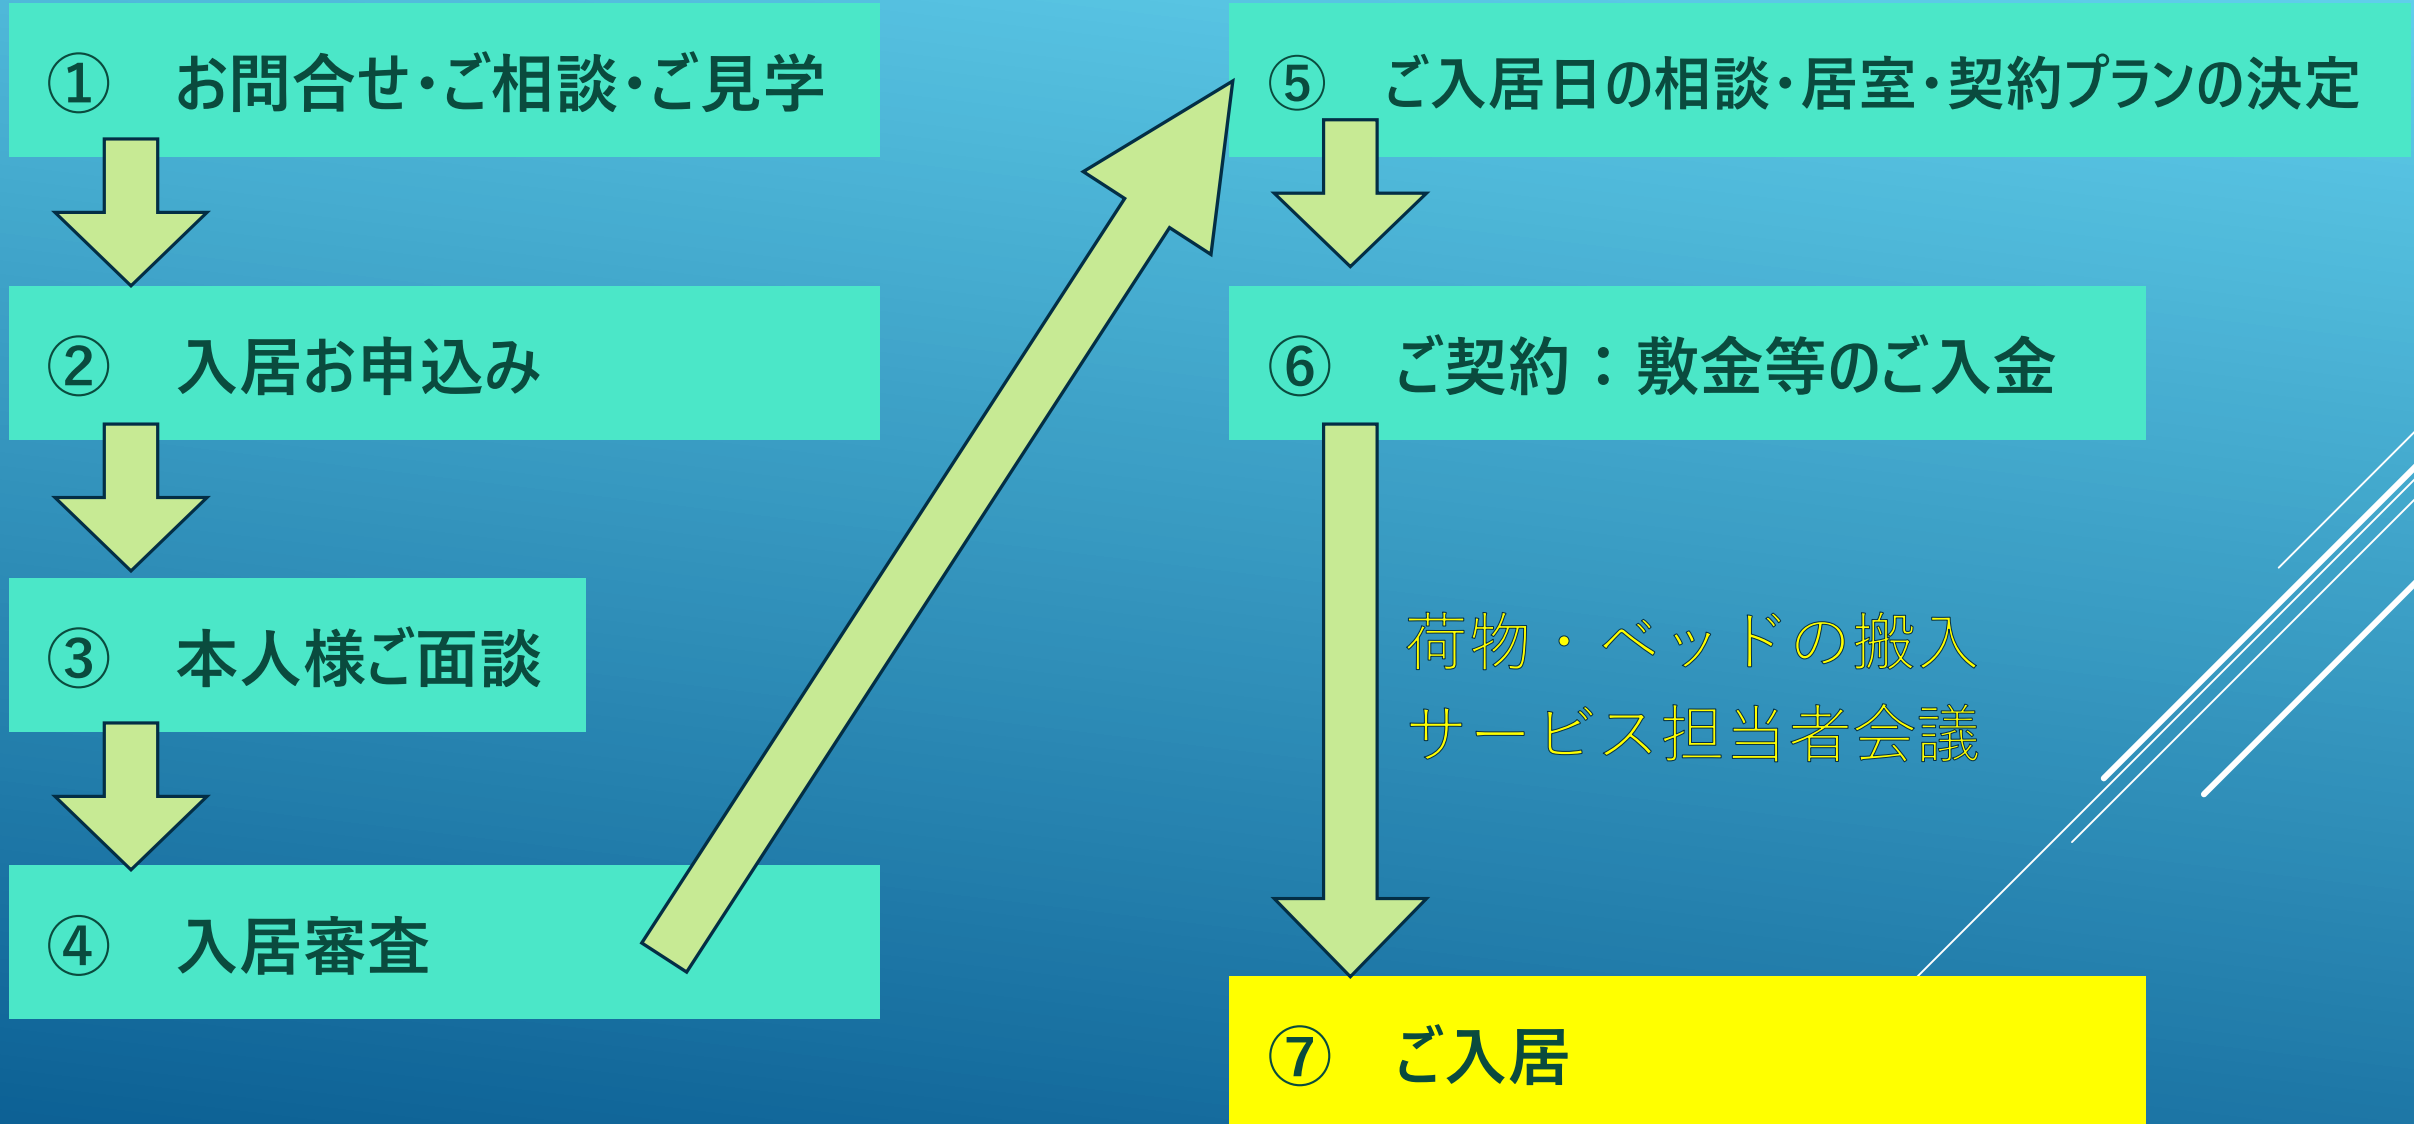 ① お問合せ・ご相談・ご見学
② 入居お申込み
③ 本人様ご面談
④ 入居審査
⑤ ご入居日の相談・居室・契約プランの決定
⑥ ご契約：敷金等のご入金
荷物・ベッドの搬入
サービス担当者会議
⑦ ご入居